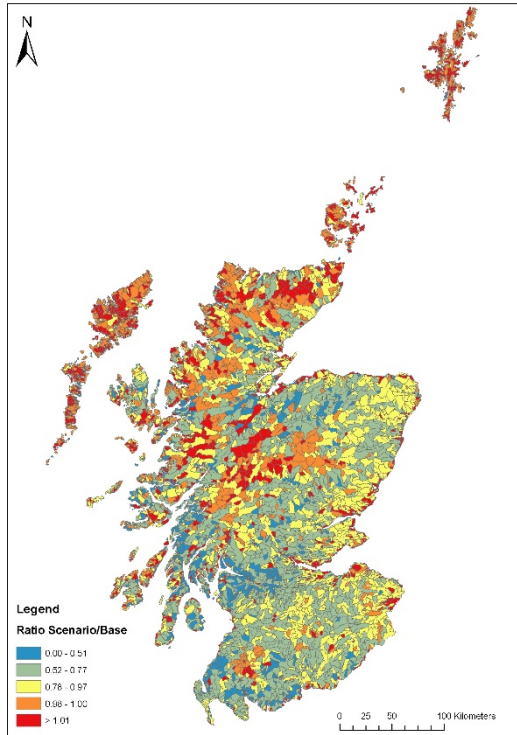 N
Legend
Ratio Scenario/Base
0.00 - 0.51
0.52 - 0.77
0.78 - 0.97
0.98 - 1.00
> 1.01
0 25 50 100 Kilometers